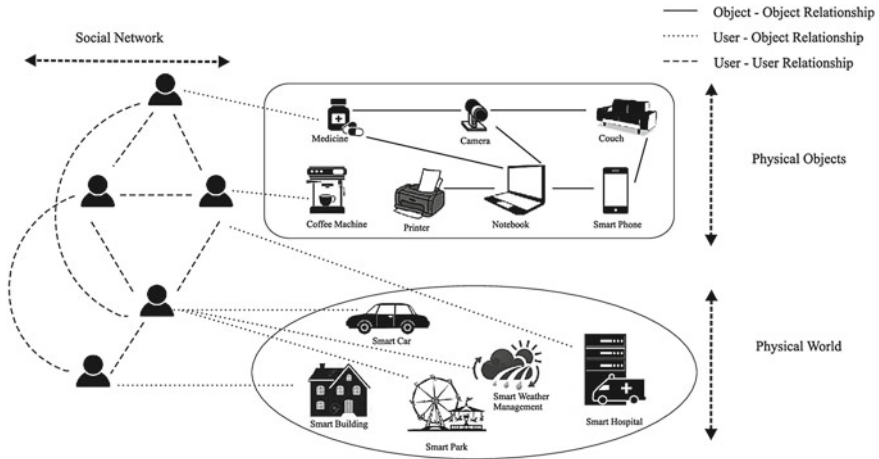 Object - Object Relationship
User - Object Relationship
User - User Relationship
Social Network
Medicine
Camera
Couch
Physical Objects
Coffee Machine
Printer
Notebook
Smart Phone
Smart Car
Physical World
Smart Weather
Management
Smart Building
Smart Park
Smart Hospital